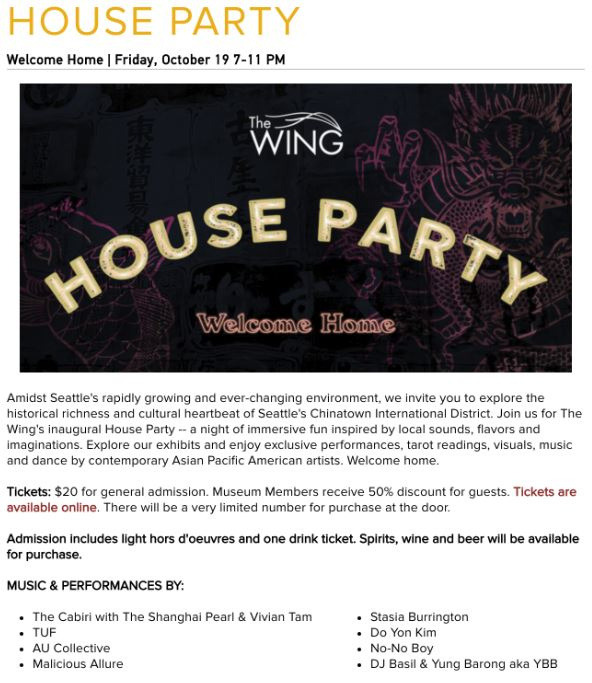 HOUSE PARTY
Welcome Home | Friday, October 19 7-11 PM
The
WING
HOUSE PARTY
Welcome Home
東洋貿易
Amidst Seattle's rapidly growing and ever-changing environment, we invite you to explore the
historical richness and cultural heartbeat of Seattle's Chinatown International District. Join us for The
Wing's inaugural House Party -- a night of immersive fun inspired by local sounds, flavors and
imaginations. Explore our exhibits and enjoy exclusive performances, tarot readings, visuals, music
and dance by contemporary Asian Pacific American artists. Welcome home.
Tickets: $20 for general admission. Museum Members receive 50% discount for guests. Tickets are
available online. There will be a very limited number for purchase at the door.
Admission includes light hors d'oeuvres and one drink ticket. Spirits, wine and beer will be available
for purchase.
MUSIC & PERFORMANCES BY:
• The Cabiri with The Shanghai Pearl & Vivian Tam
• TUF
• AU Collective
• Malicious Allure
• Stasia Burrington
• Do Yon Kim
• No-No Boy
• DJ Basil & Yung Barong aka YBB